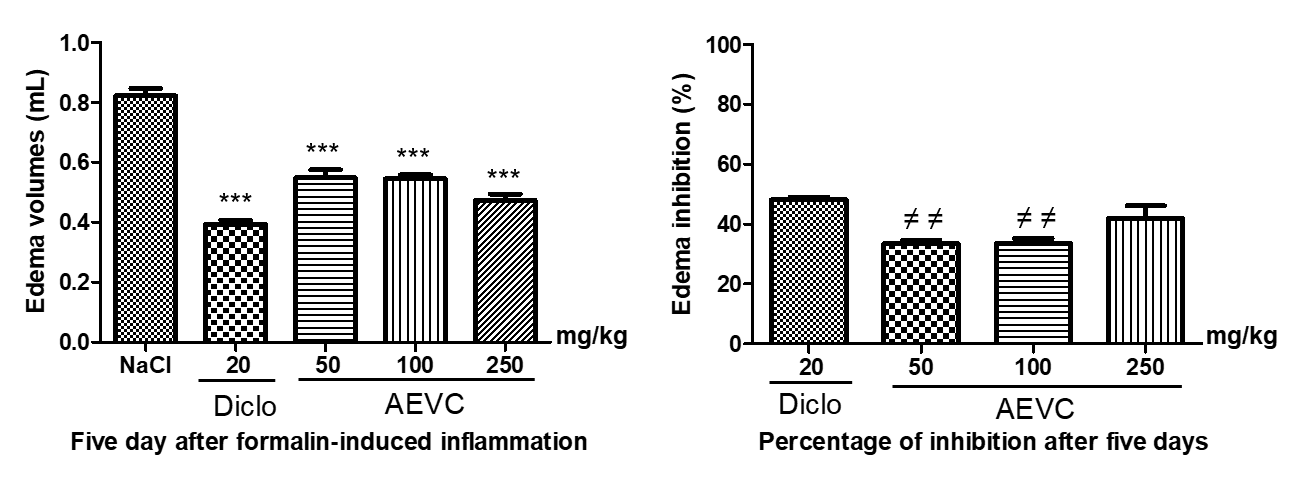 Edema volumes (mL)
1.0
0.8
0.6
0.4
0.2
0.0
***
***
***
***
NaCl 20 50 100 250 mg/kg
Diclo AEVC
Five day after formalin-induced inflammation
Edema inhibition (%)
100
80
60
40
20
0
≠ ≠ ≠ ≠
20 50 100 250 mg/kg
Diclo AEVC
Percentage of inhibition after five days